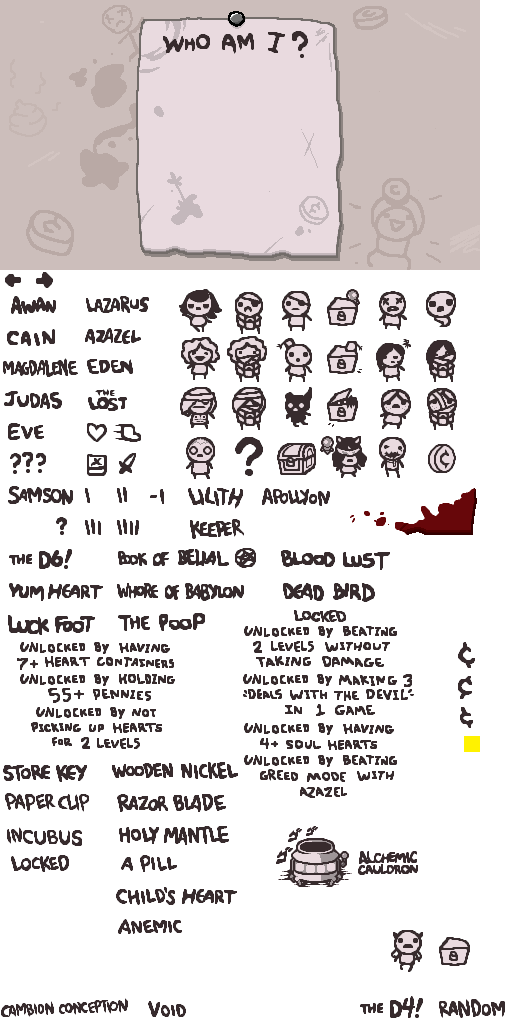 WHO AM I?
AWAN LAZARUS
CAIN AZAZEL
MAGDALENE EDEN
JUDAS THE LOST
EVE
???
?
SAMSON I II -1 LILITH APOLLYON
? III IIII KEEPER
THE D6! BOOK OF BELIAL BLOOD LUST
YUM HEART WHORE OF BABYLON DEAD BIRD
LUCK FOOT THE POOP
LOCKED
UNLOCKED BY HAVING
7+ HEART CONTAINERS
UNLOCKED BY HOLDING
55+ PENNIES
UNLOCKED BY NOT
PICKING UP HEARTS
FOR 2 LEVELS
UNLOCKED BY BEATING
2 LEVELS WITHOUT
TAKING DAMAGE
UNLOCKED BY MAKING 3
"DEALS WITH THE DEVIL"
IN 1 GAME
UNLOCKED BY HAVING
4+ SOUL HEARTS
UNLOCKED BY BEATING
GREED MODE WITH
AZAZEL
¢
¢
¢
STORE KEY WOODEN NICKEL
PAPER CLIP RAZOR BLADE
INCUBUS HOLY MANTLE
LOCKED A PILL
CHILD'S HEART
ANEMIC
ALCHEMIC
CAULDRON
CAMBION CONCEPTION VOID THE D4! RANDOM